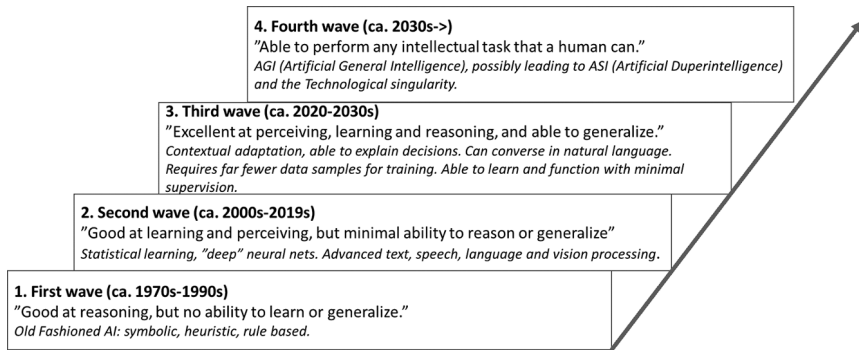 4. Fourth wave (ca. 2030s->)
”Able to perform any intellectual task that a human can.”
AGI (Artificial General Intelligence), possibly leading to ASI (Artificial Duperintelligence)
and the Technological singularity.
3. Third wave (ca. 2020-2030s)
”Excellent at perceiving, learning and reasoning, and able to generalize.”
Contextual adaptation, able to explain decisions. Can converse in natural language.
Requires far fewer data samples for training. Able to learn and function with minimal
supervision.
2. Second wave (ca. 2000s-2019s)
”Good at learning and perceiving, but minimal ability to reason or generalize”
Statistical learning, ”deep” neural nets. Advanced text, speech, language and vision processing.
1. First wave (ca. 1970s-1990s)
”Good at reasoning, but no ability to learn or generalize.”
Old Fashioned AI: symbolic, heuristic, rule based.